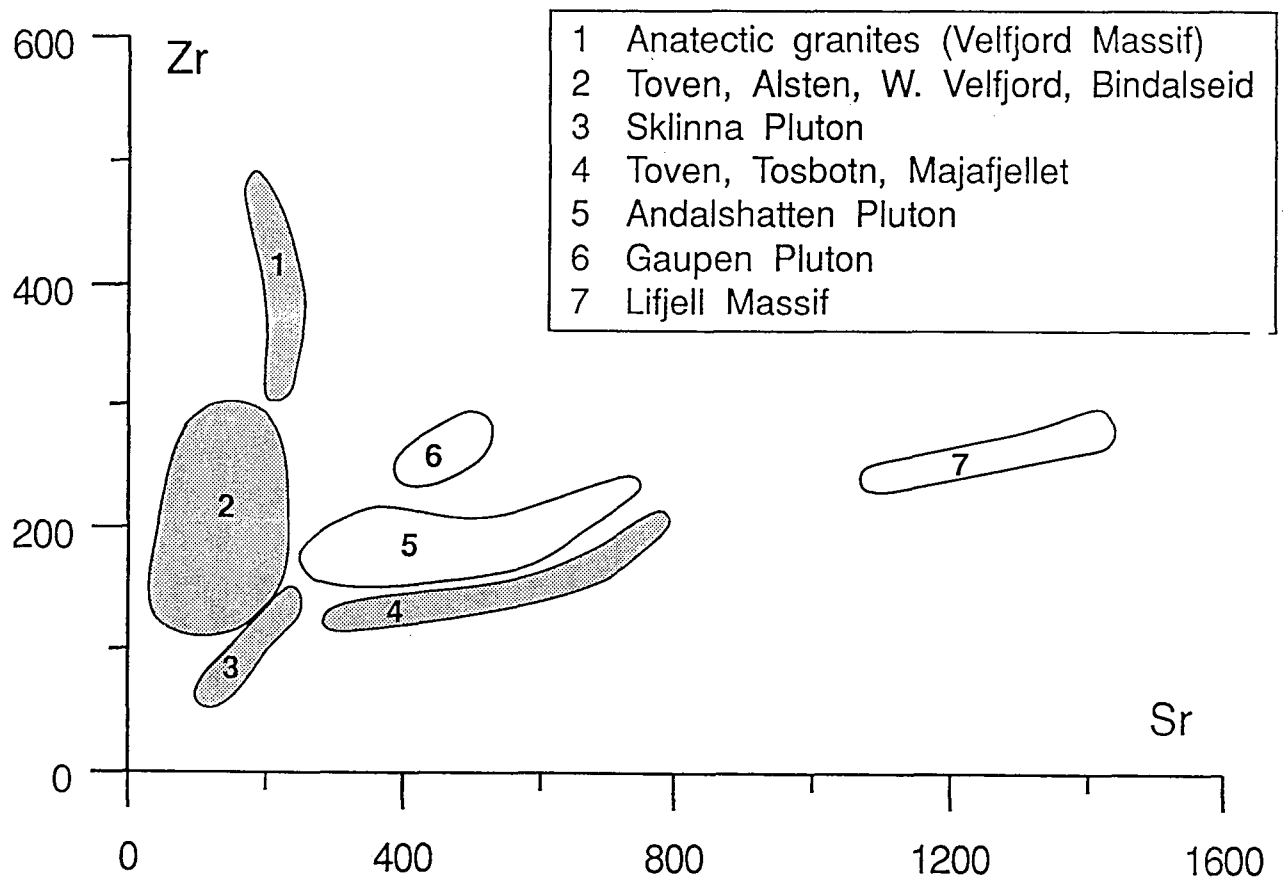 600
Zr
1 Anatectic granites (Velfjord Massif)
2 Toven, Alsten, W. Velfjord, Bindalseid
3 Sklinna Pluton
4 Toven, Tosbotn, Majafjellet
5 Andalshatten Pluton
6 Gaupen Pluton
7 Lifjell Massif
400
1
6
7
2
200
5
4
3
Sr
0
0 400 800 1200 1600